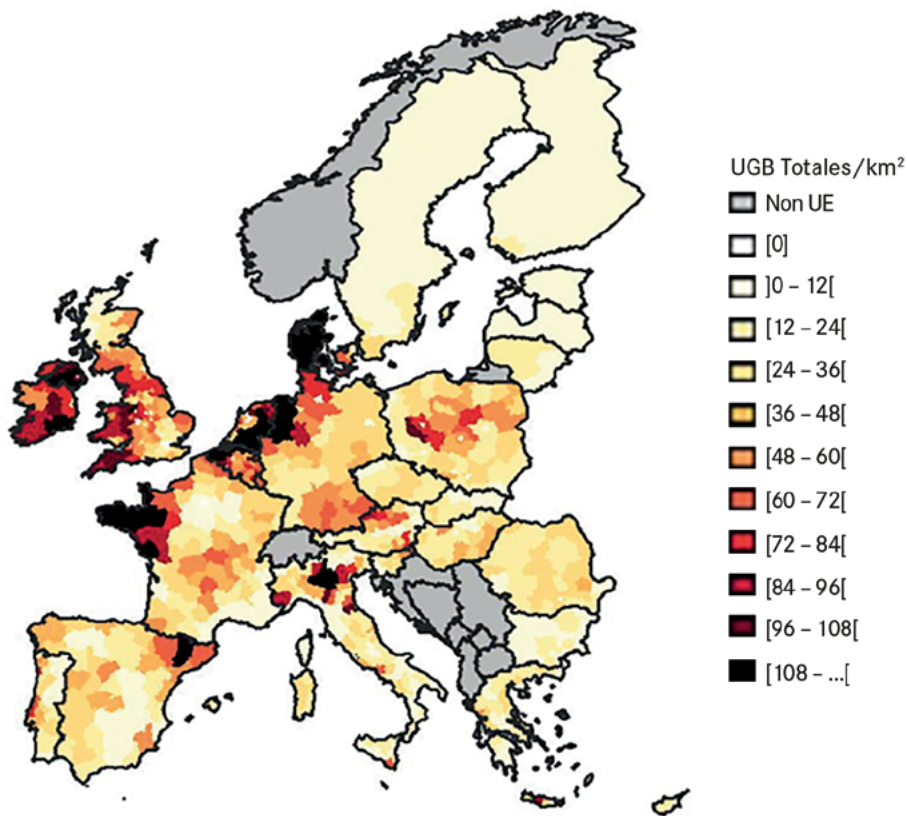 UGB Totales/km²
Non UE
[0]
]0 – 12[
[12 – 24[
[24 – 36[
[36 – 48[
[48 – 60[
[60 – 72[
[72 – 84[
[84 – 96[
[96 – 108[
[108 – ...[